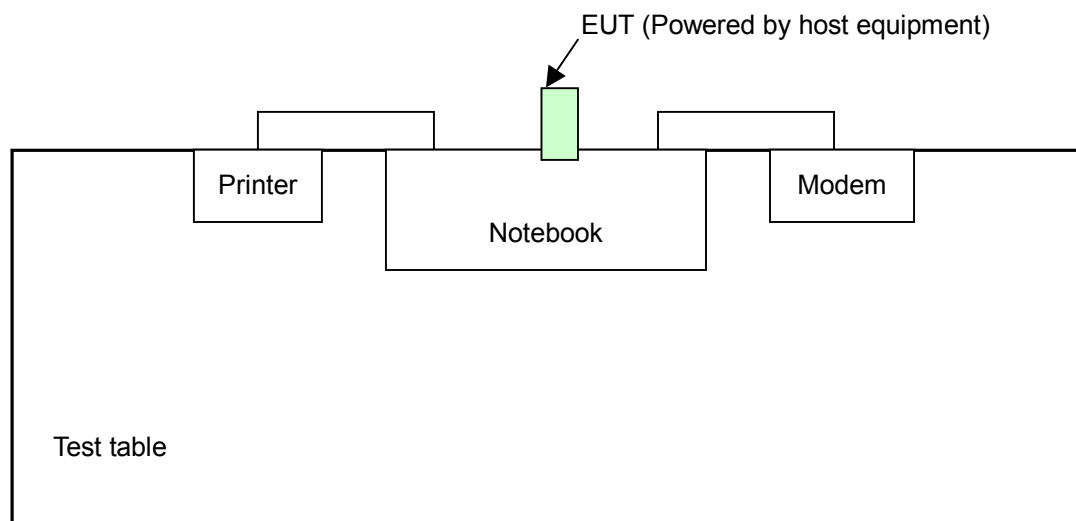 EUT (Powered by host equipment)
Printer
Modem
Notebook
Test table